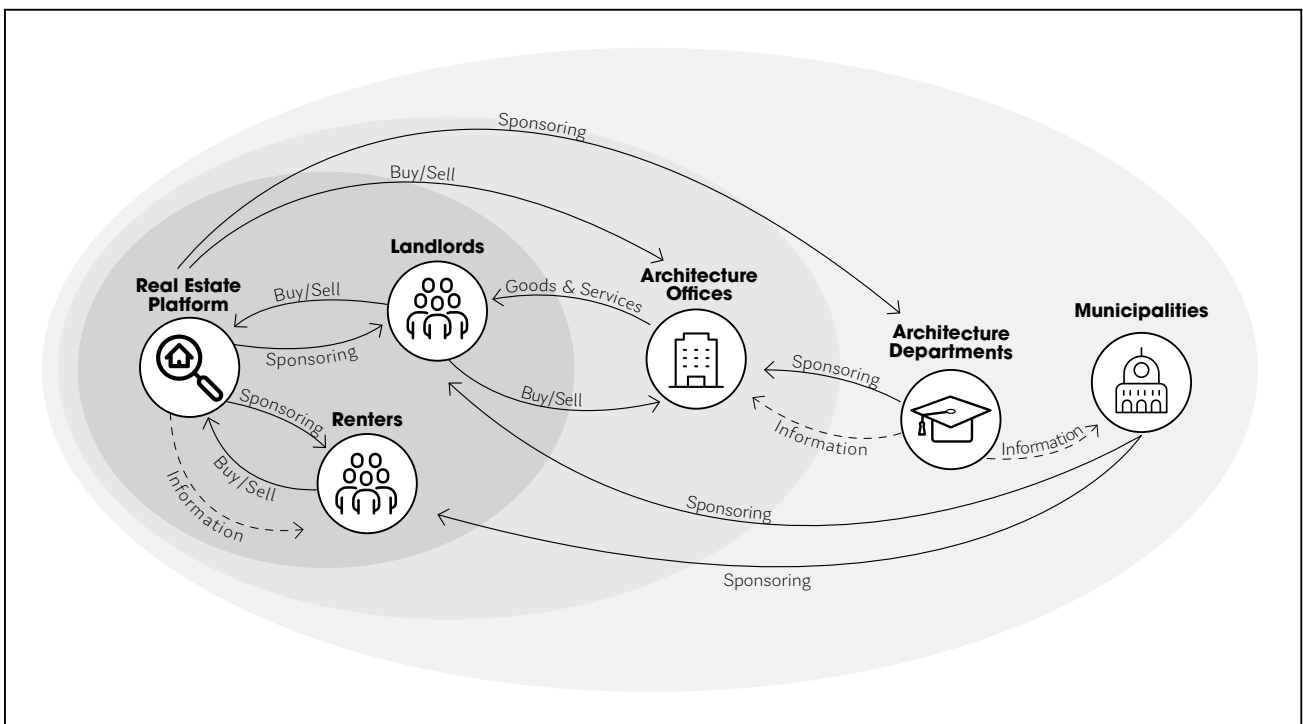 Sponsoring
Buy/Sell
Landlords
Real Estate
Platform
Buy/Sell
Sponsoring
Goods & Services
Architecture
Offices
Municipalities
Architecture
Departments
Sponsoring
Buy/Sell
Sponsoring
Renters
Buy/Sell
Information
Information
Information
Sponsoring
Sponsoring